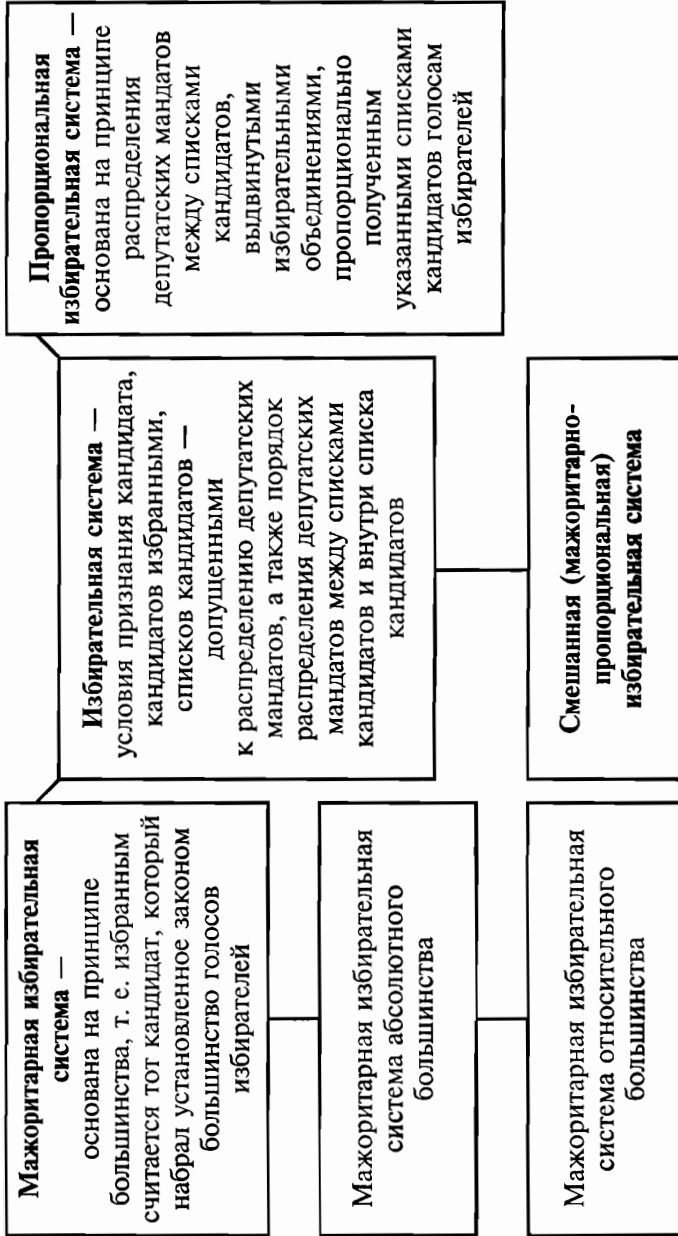 Мажоритарная избирательная
система —
основана на принципе
большинства, т. е. избранным
считается тот кандидат, который
набрал установленное законом
большинство голосов
избирателей
Избирательная система —
условия признания кандидата,
кандидатов избранными,
списков кандидатов —
допущенными
к распределению депутатских
мандатов, а также порядок
распределения депутатских
мандатов между списками
кандидатов и внутри списка
кандидатов
Пропорциональная
избирательная система —
основана на принципе
распределения
депутатских мандатов
между списками
кандидатов,
выдвинутыми
избирательными
объединениями,
пропорционально
полученным
указанными списками
кандидатов голосам
избирателей
Мажоритарная избирательная
система абсолютного
большинства
Мажоритарная избирательная
система относительного
большинства
Смешанная (мажоритарно-
пропорциональная)
избирательная система